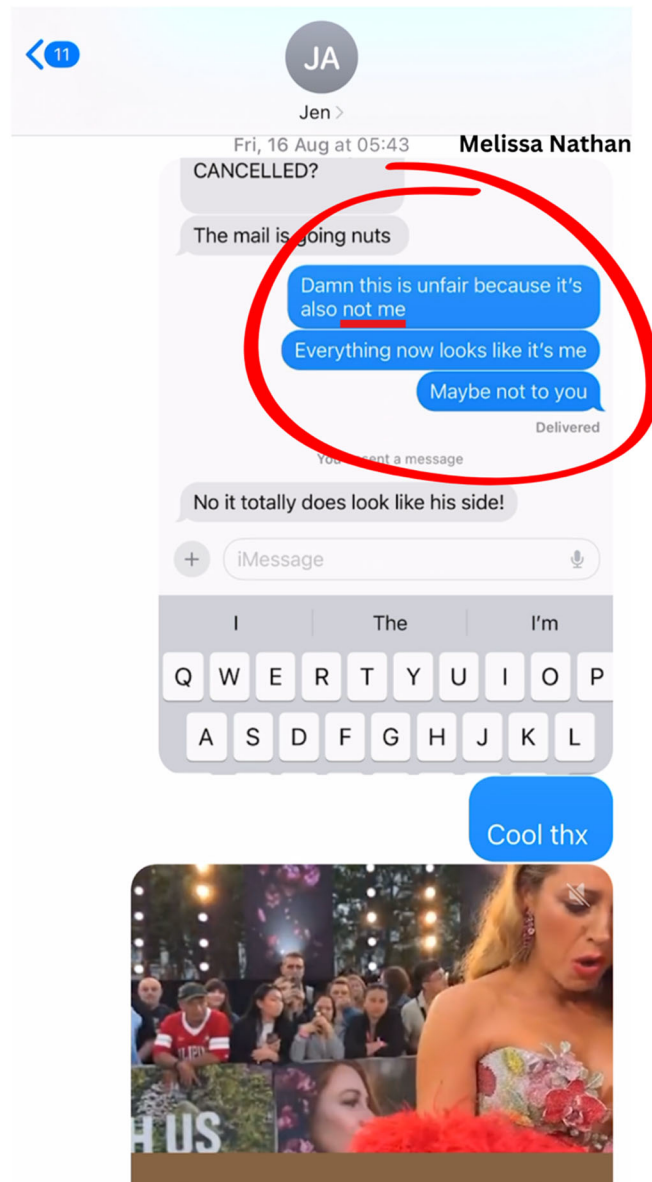 11
JA
Jen
Fri, 16 Aug at 05:43
Melissa Nathan
CANCELLED?
The mail is going nuts
Damn this is unfair because it's
also not me
Everything now looks like it's me
Maybe not to you
Delivered
sent a message
No it totally does look like his side!
iMessage
I The I'm
Q W E R T Y U I O P
A S D F G H J K L
Cool thx
H US